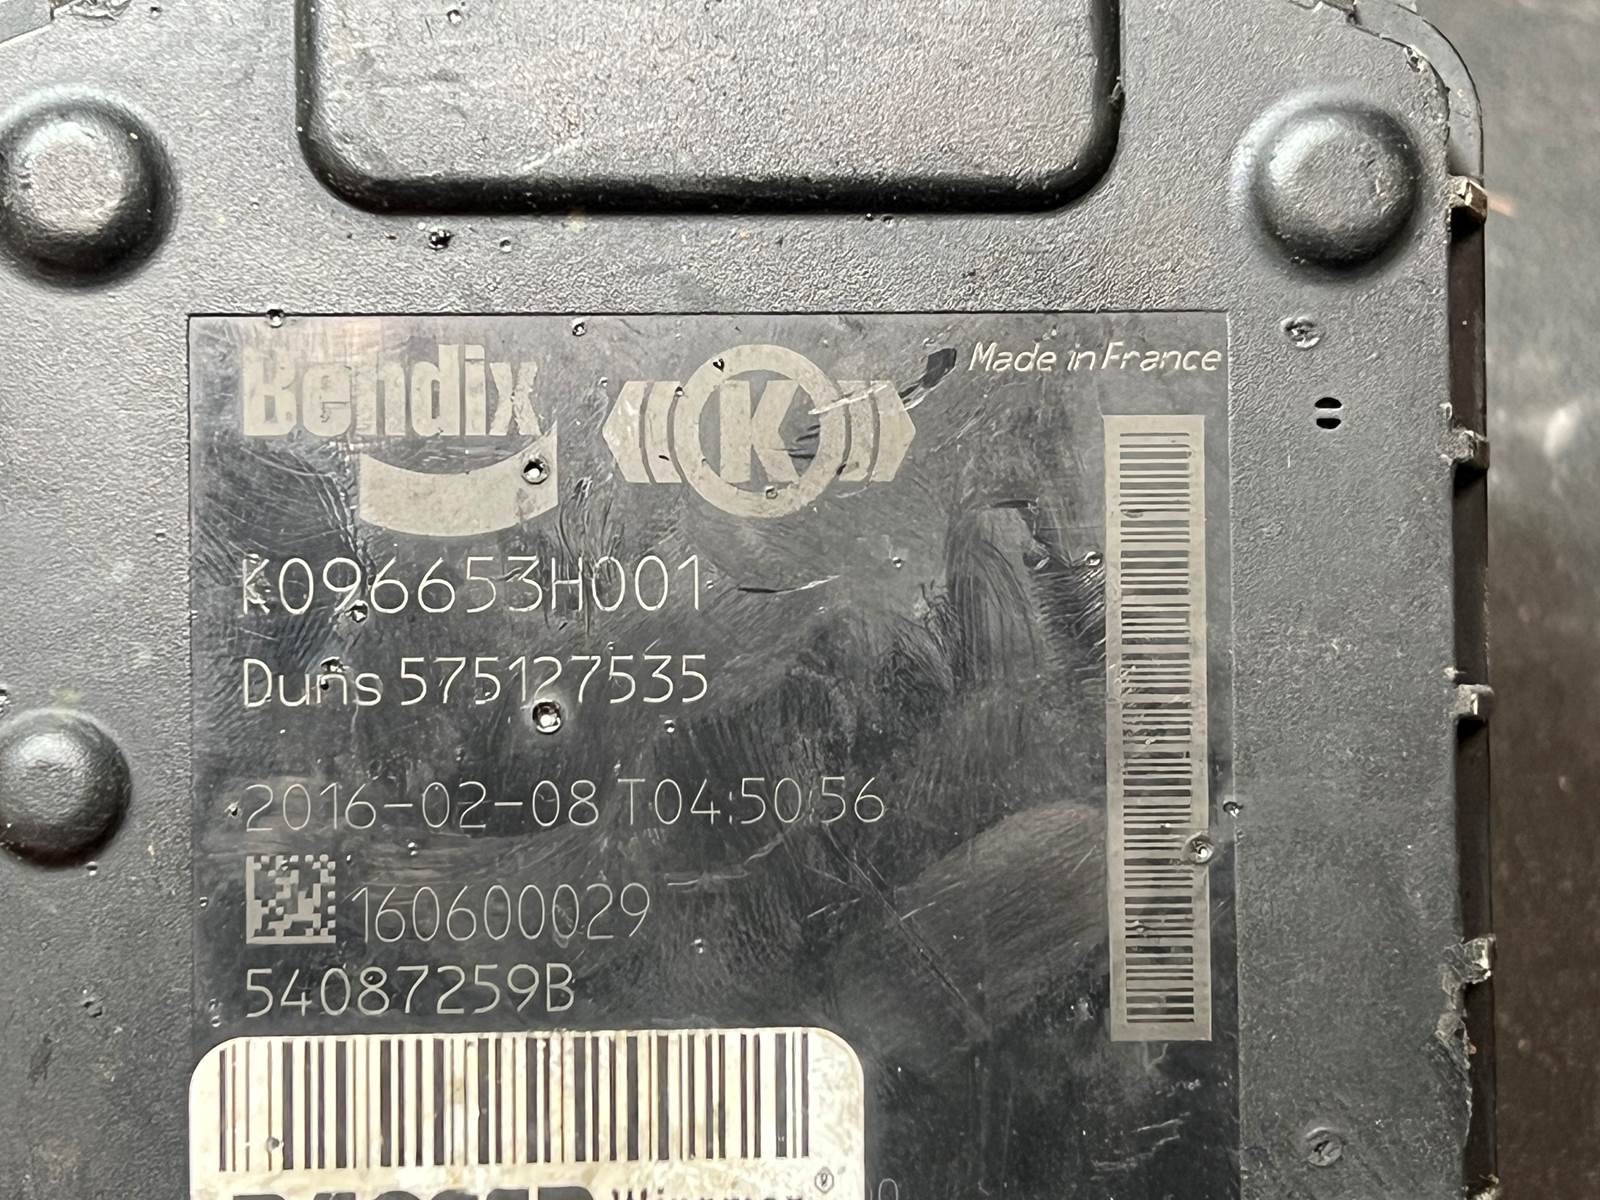 Bendix
K
Made in France
K096653H001
Duns 575127535
2016-02-08 T04:50:56
160600029
54087259B